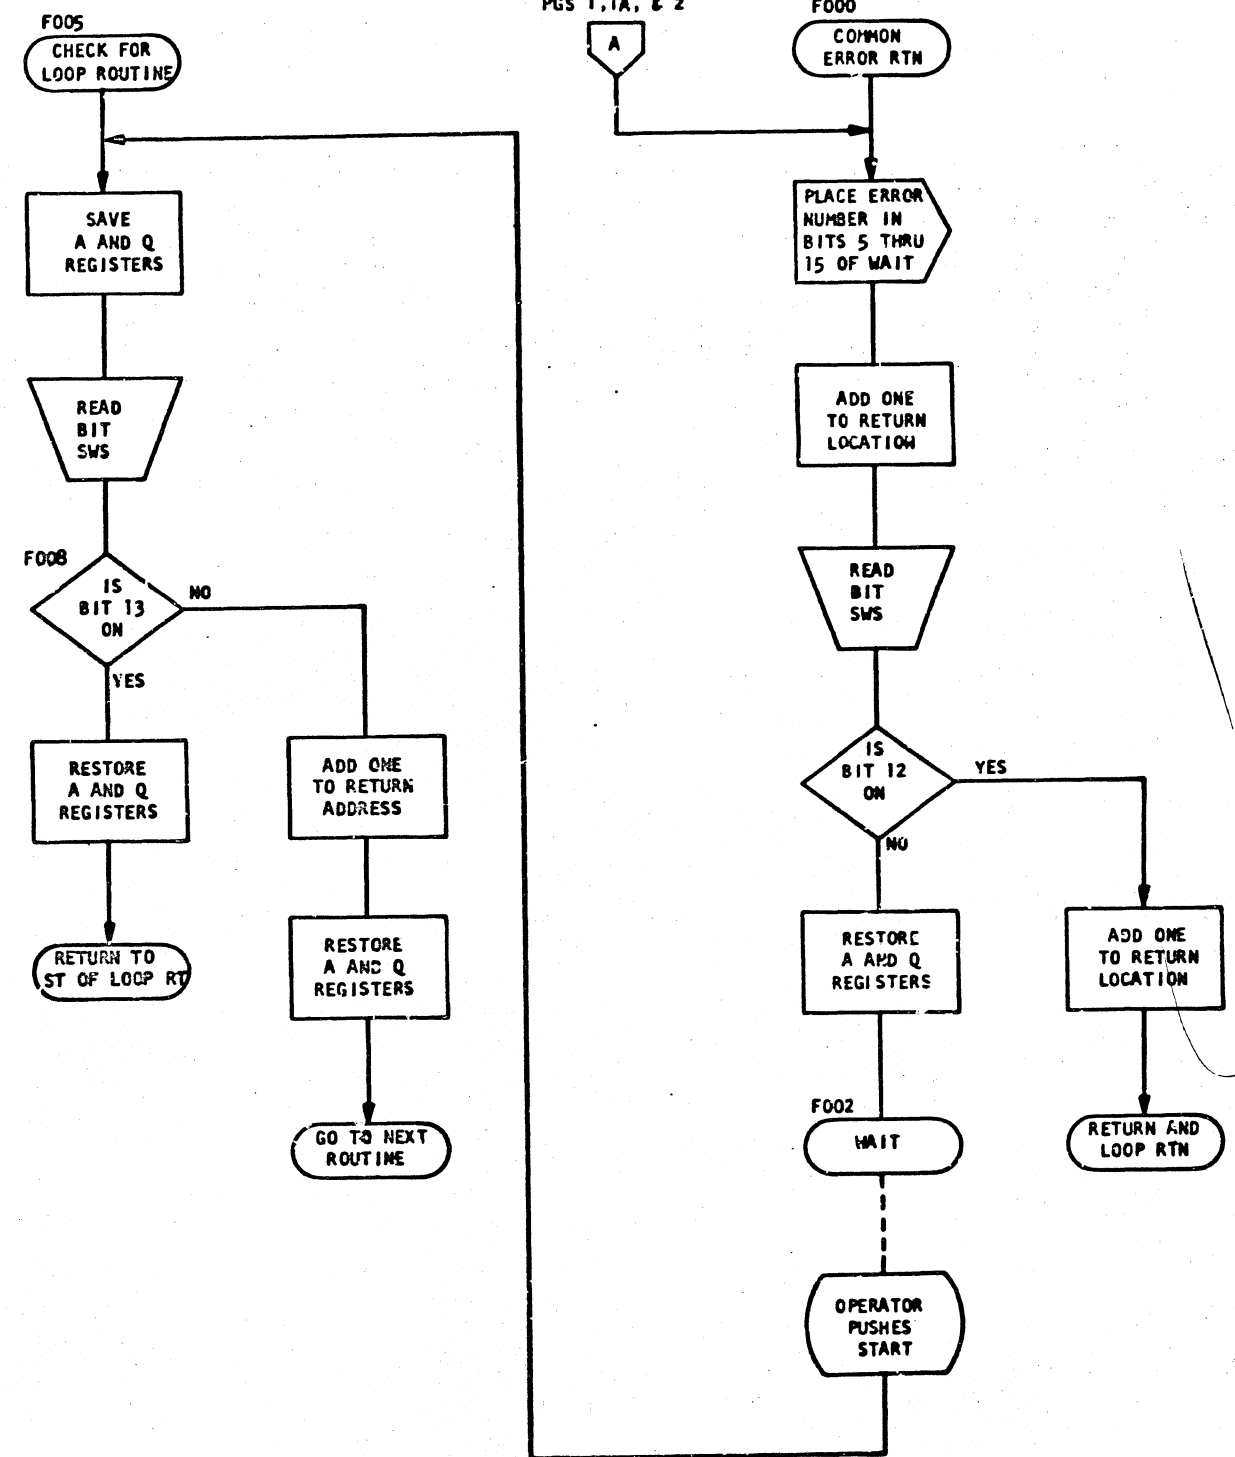 PGS 1,1A, & 2
F000
F005
CHECK FOR
LOOP ROUTINE
A
COMMON
ERROR RTN
SAVE
A AND Q
REGISTERS
PLACE ERROR
NUMBER IN
BITS 5 THRU
15 OF WAIT
READ
BIT
SWS
ADD ONE
TO RETURN
LOCATION
F008
IS
BIT 13
ON
NO
YES
READ
BIT
SWS
RESTORE
A AND Q
REGISTERS
ADD ONE
TO RETURN
ADDRESS
IS
BIT 12
ON
YES
NO
RETURN TO
ST OF LOOP RT
RESTORE
A AND Q
REGISTERS
RESTORE
A AND Q
REGISTERS
ADD ONE
TO RETURN
LOCATION
GO TO NEXT
ROUTINE
F002
WAIT
RETURN AND
LOOP RTN
OPERATOR
PUSHES
START